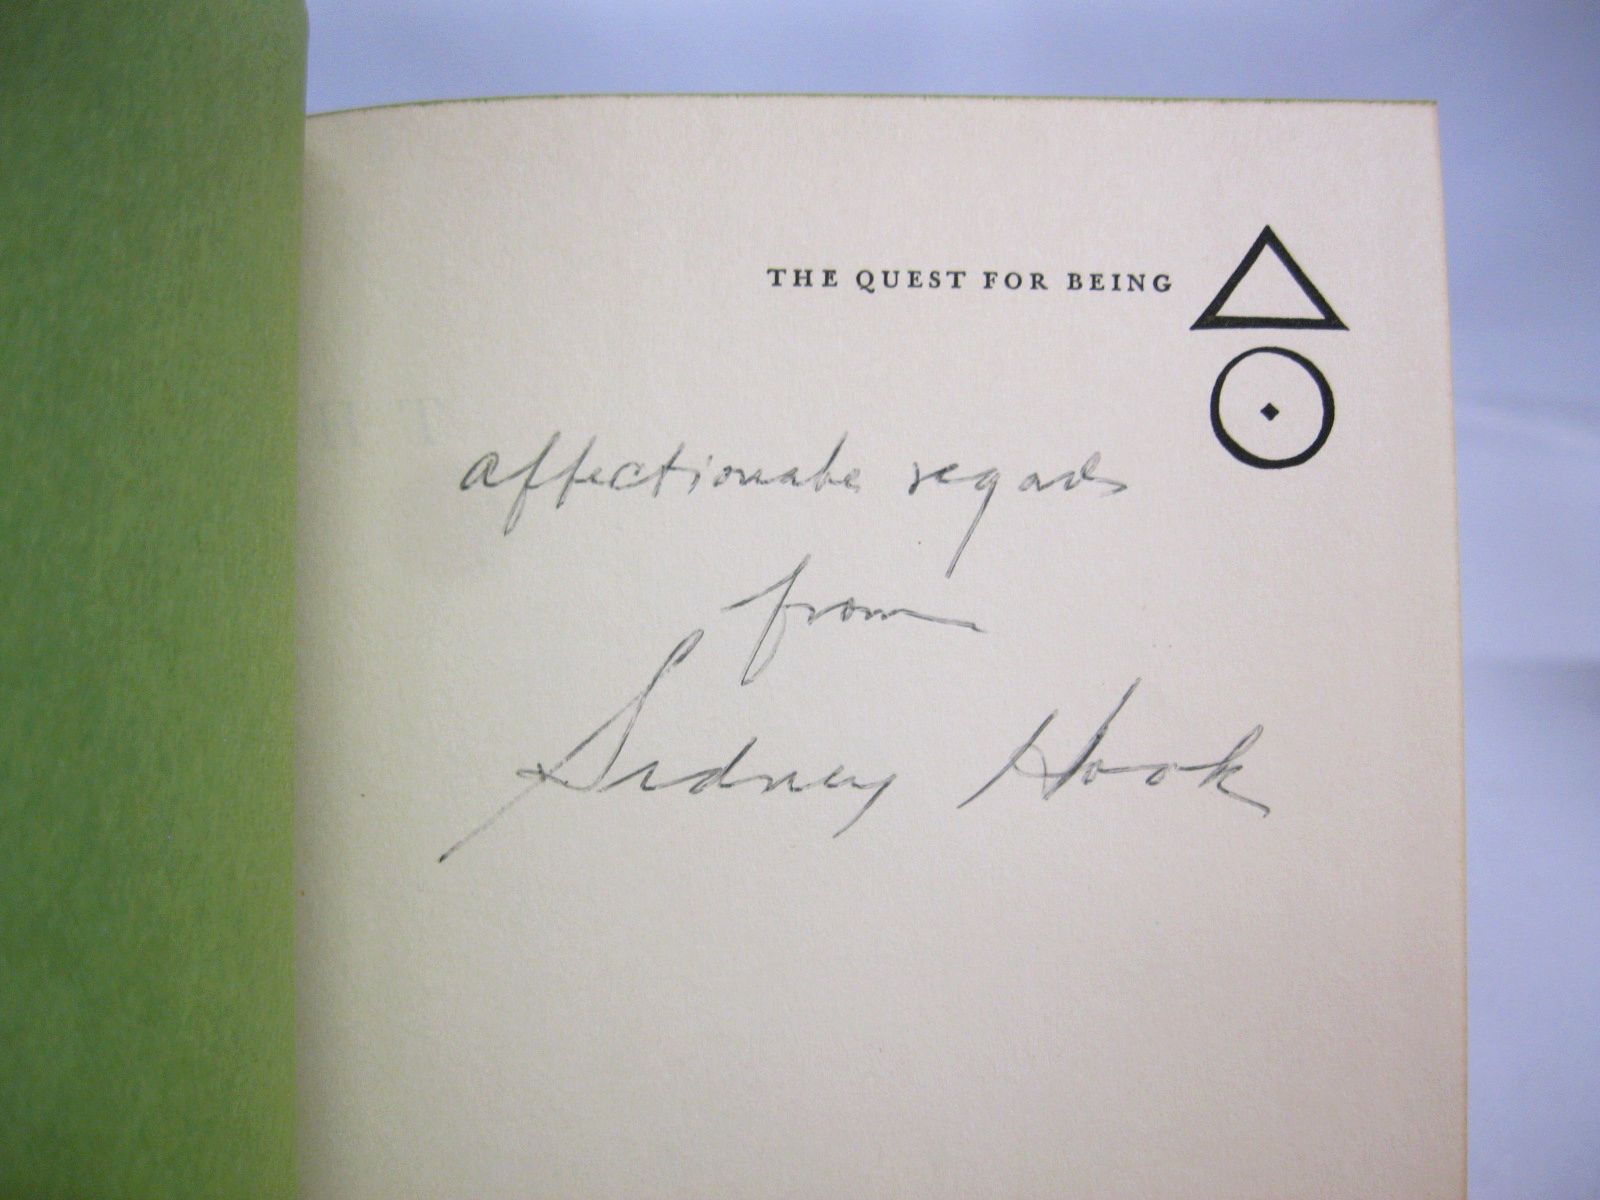 THE QUEST FOR BEING
affectionate regards
from
Sidney Hook